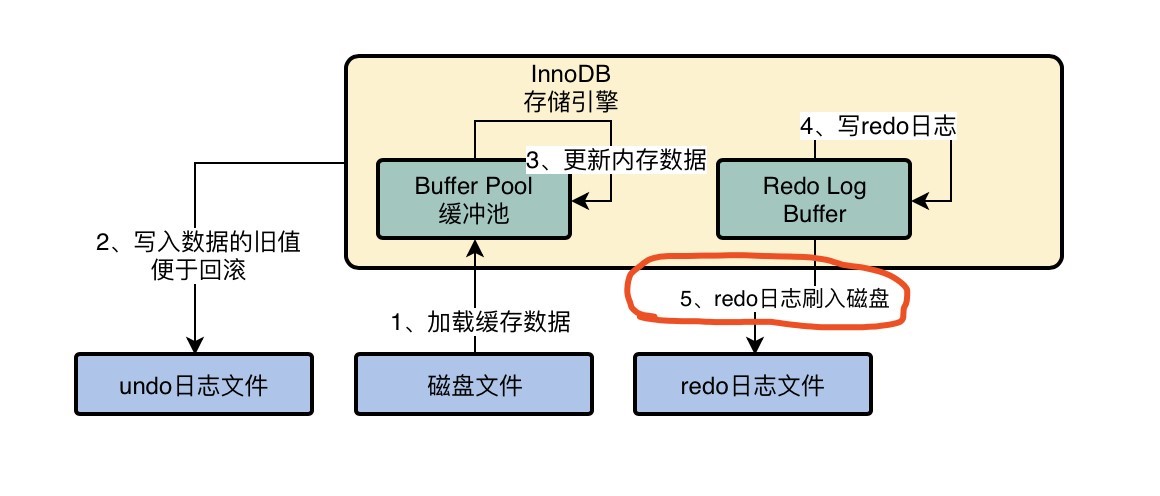 InnoDB
存储引擎
4、写redo日志
3、更新内存数据
Buffer Pool
缓冲池
Redo Log
Buffer
2、写入数据的旧值
便于回滚
5、redo日志刷入磁盘
1、加载缓存数据
undo日志文件
磁盘文件
redo日志文件